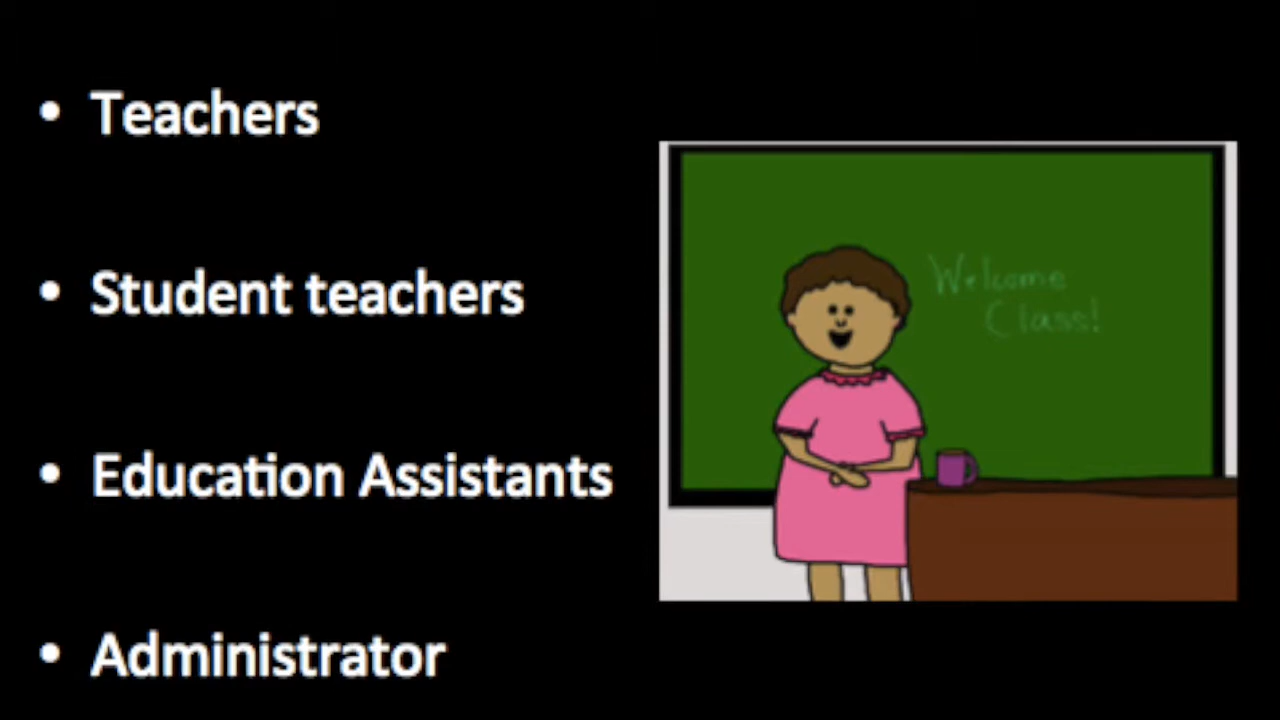 • Teachers
• Student teachers
• Education Assistants
• Administrator
Welcome
Class!